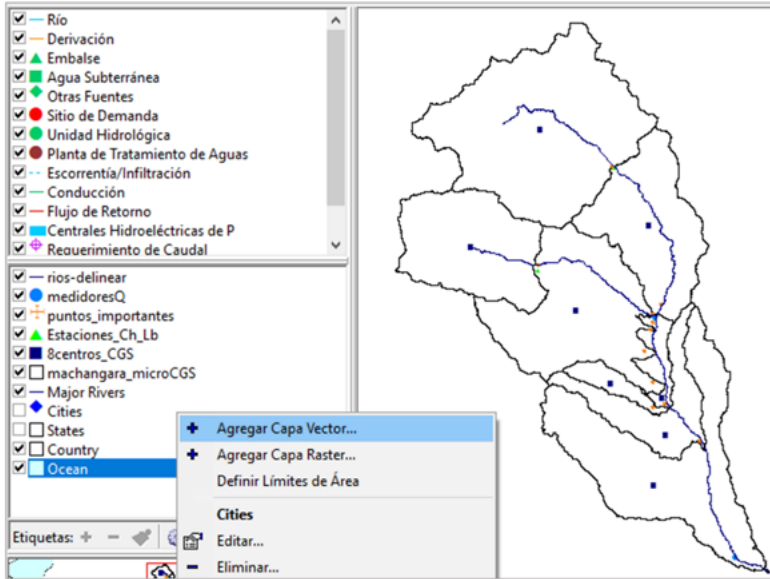 Río
Derivación
Embalse
Agua Subterránea
Otras Fuentes
Sitio de Demanda
Unidad Hidrológica
Planta de Tratamiento de Aguas
Escorrentía/Infiltración
Conducción
Flujo de Retorno
Centrales Hidroeléctricas de P
Requerimiento de Caudal
rios-delinear
medidoresQ
puntos_importantes
Estaciones_Ch_Lb
8centros_CGS
machangara_microCGS
Major Rivers
Cities
States
Country
Ocean
Agregar Capa Vector...
Agregar Capa Raster...
Definir Límites de Área
Cities
Editar...
Eliminar...
Etiquetas: